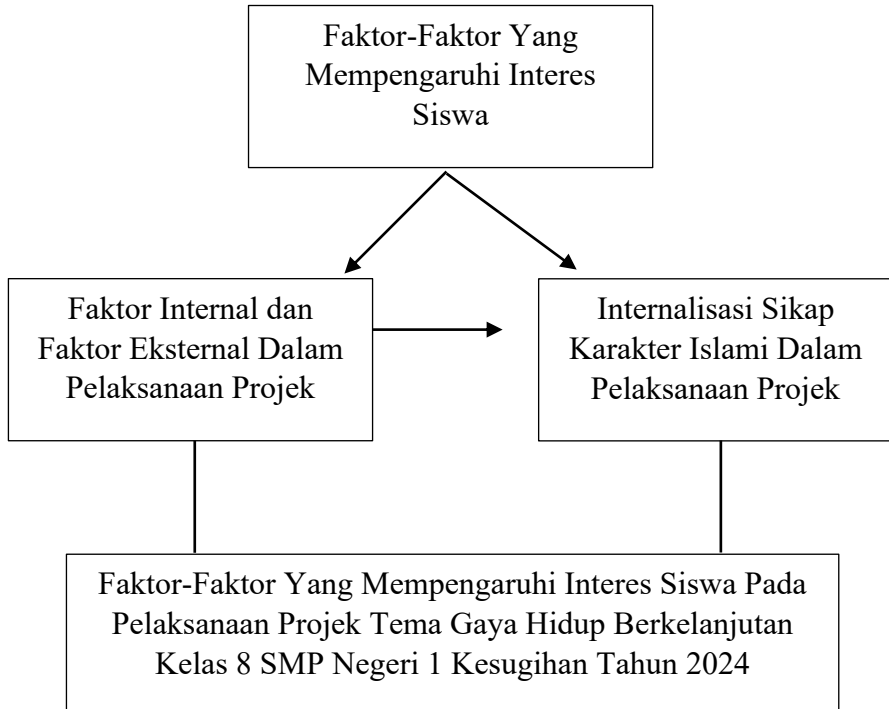 Faktor-Faktor Yang
Mempengaruhi Interes
Siswa
Faktor Internal dan
Faktor Eksternal Dalam
Pelaksanaan Projek
Internalisasi Sikap
Karakter Islami Dalam
Pelaksanaan Projek
Faktor-Faktor Yang Mempengaruhi Interes Siswa Pada
Pelaksanaan Projek Tema Gaya Hidup Berkelanjutan
Kelas 8 SMP Negeri 1 Kesugihan Tahun 2024